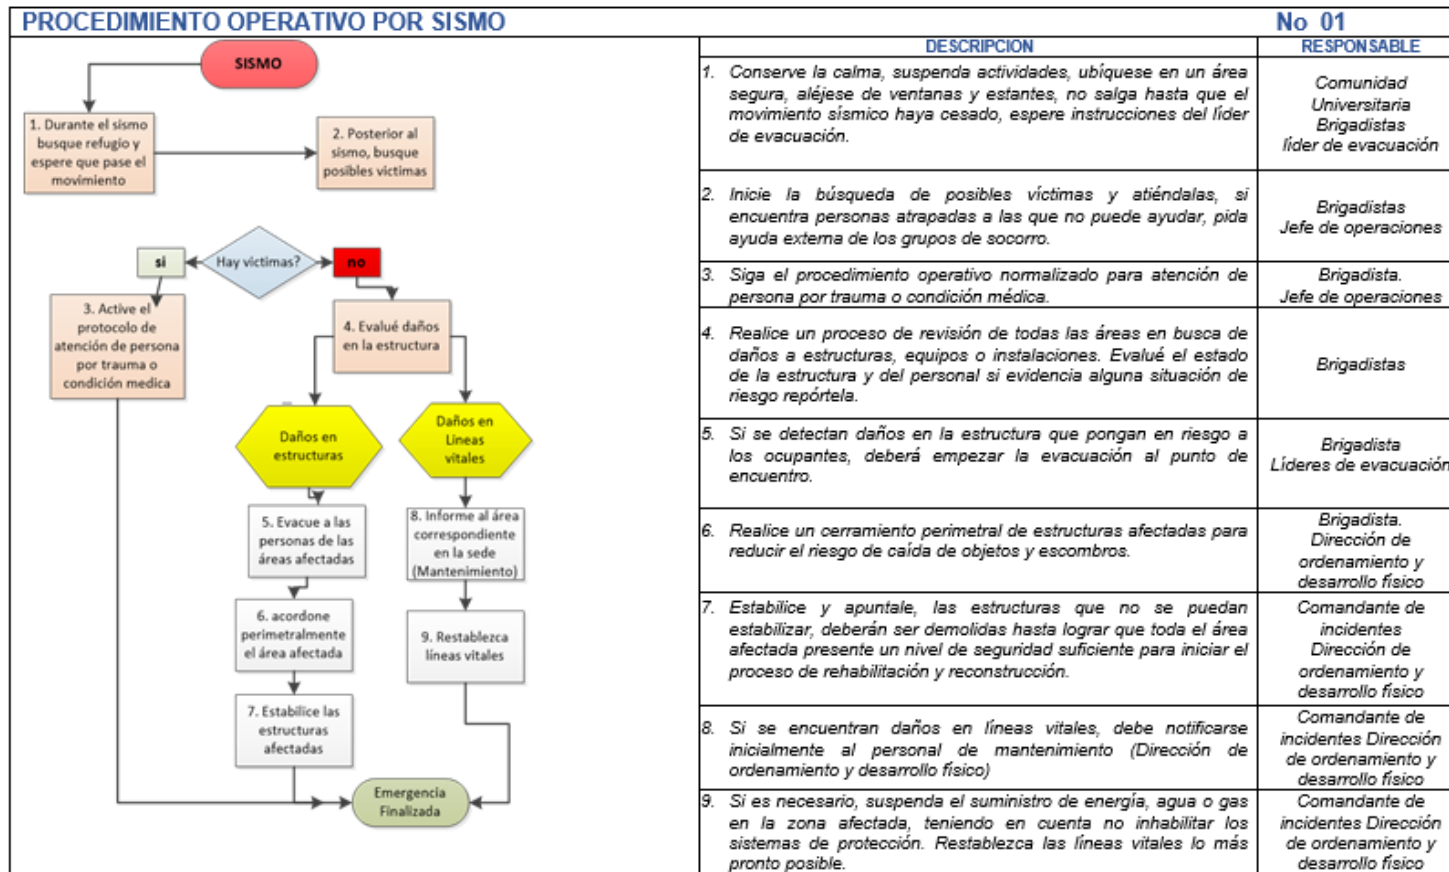 PROCEDIMIENTO OPERATIVO POR SISMO
No 01
SISMO
1. Durante el sismo
busque refugio y
espere que pase el
movimiento
2. Posterior al
sismo, busque
posibles victimas
si
Hay victimas?
no
3. Active el
protocolo de
atención de persona
por trauma o
condición medica
4. Evalué daños
en la estructura
Daños en
estructuras
Daños en
Lineas
vitales
5. Evacue a las
personas de las
áreas afectadas
8. Informe al área
correspondiente
en la sede
(Mantenimiento)
6. acordone
perimetralmente
el área afectada
9. Restablezca
líneas vitales
7. Estabilice las
estructuras
afectadas
Emergencia
Finalizada
DESCRIPCION
RESPONSABLE
1. Conserve la calma, suspenda actividades, ubíquese en un área
segura, aléjese de ventanas y estantes, no salga hasta que el
movimiento sísmico haya cesado, espere instrucciones del líder
de evacuación.
Comunidad
Universitaria
Brigadistas
líder de evacuación
2. Inicie la búsqueda de posibles víctimas y atiéndalas, si
encuentra personas atrapadas a las que no puede ayudar, pida
ayuda externa de los grupos de socorro.
Brigadistas
Jefe de operaciones
3. Siga el procedimiento operativo normalizado para atención de
persona por trauma o condición médica.
Brigadista.
Jefe de operaciones
4. Realice un proceso de revisión de todas las áreas en busca de
daños a estructuras, equipos o instalaciones. Evalué el estado
de la estructura y del personal si evidencia alguna situación de
riesgo repórtela.
Brigadistas
5. Si se detectan daños en la estructura que pongan en riesgo a
los ocupantes, deberá empezar la evacuación al punto de
encuentro.
Brigadista
Líderes de evacuación
6. Realice un cerramiento perimetral de estructuras afectadas para
reducir el riesgo de caída de objetos y escombros.
Brigadista.
Dirección de
ordenamiento y
desarrollo físico
7. Estabilice y apuntale, las estructuras que no se puedan
estabilizar, deberán ser demolidas hasta lograr que toda el área
afectada presente un nivel de seguridad suficiente para iniciar el
proceso de rehabilitación y reconstrucción.
Comandante de
incidentes
Dirección de
ordenamiento y
desarrollo físico
8. Si se encuentran daños en líneas vitales, debe notificarse
inicialmente al personal de mantenimiento (Dirección de
ordenamiento y desarrollo físico)
Comandante de
incidentes Dirección
de ordenamiento y
desarrollo físico
9. Si es necesario, suspenda el suministro de energía, agua o gas
en la zona afectada, teniendo en cuenta no inhabilitar los
sistemas de protección. Restablezca las líneas vitales lo más
pronto posible.
Comandante de
incidentes Dirección
de ordenamiento y
desarrollo físico